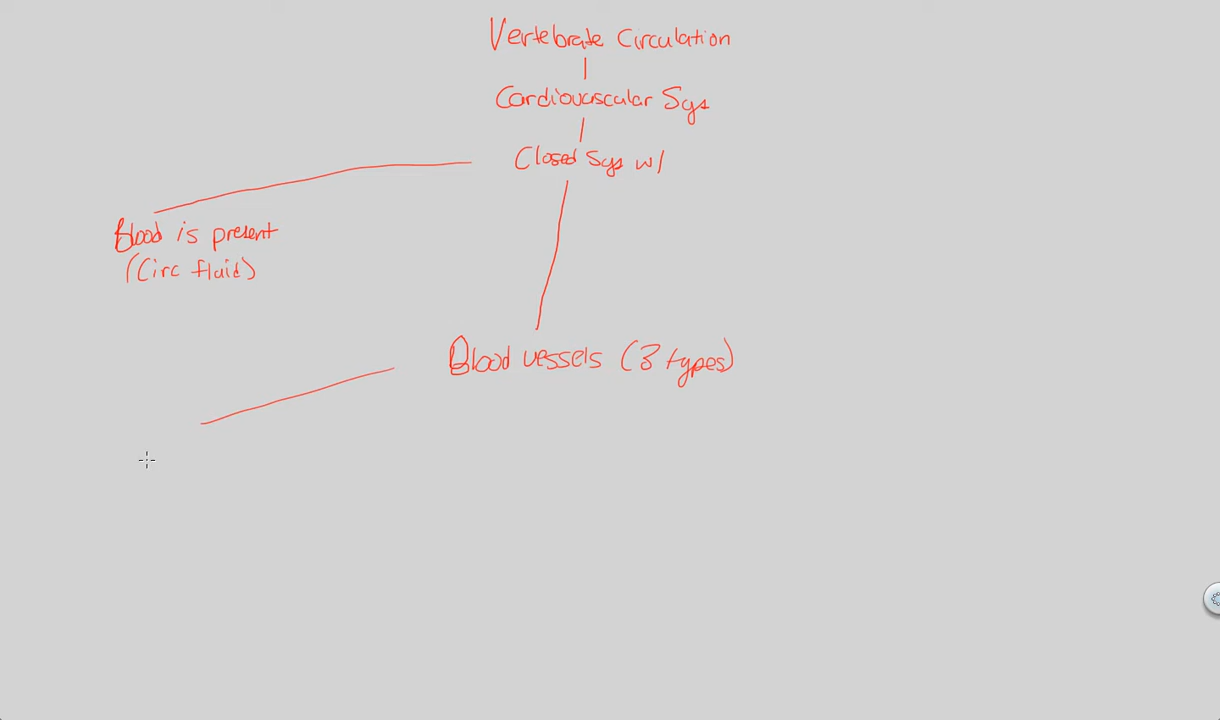 Vertebrate Circulation
Cardiovascular Sys
Closed Sys w/
Blood is present
(Circ fluid)
Blood vessels (3 types)